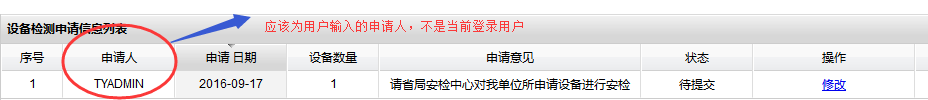 应该为用户输入的申请人，不是当前登录用户
设备检测申请信息列表
序号 申请人 申请日期 设备数量 申请意见 状态 操作
1 TYADMIN 2016-09-17 1 请省局安检中心对我单位所申请设备进行安检 待提交 修改